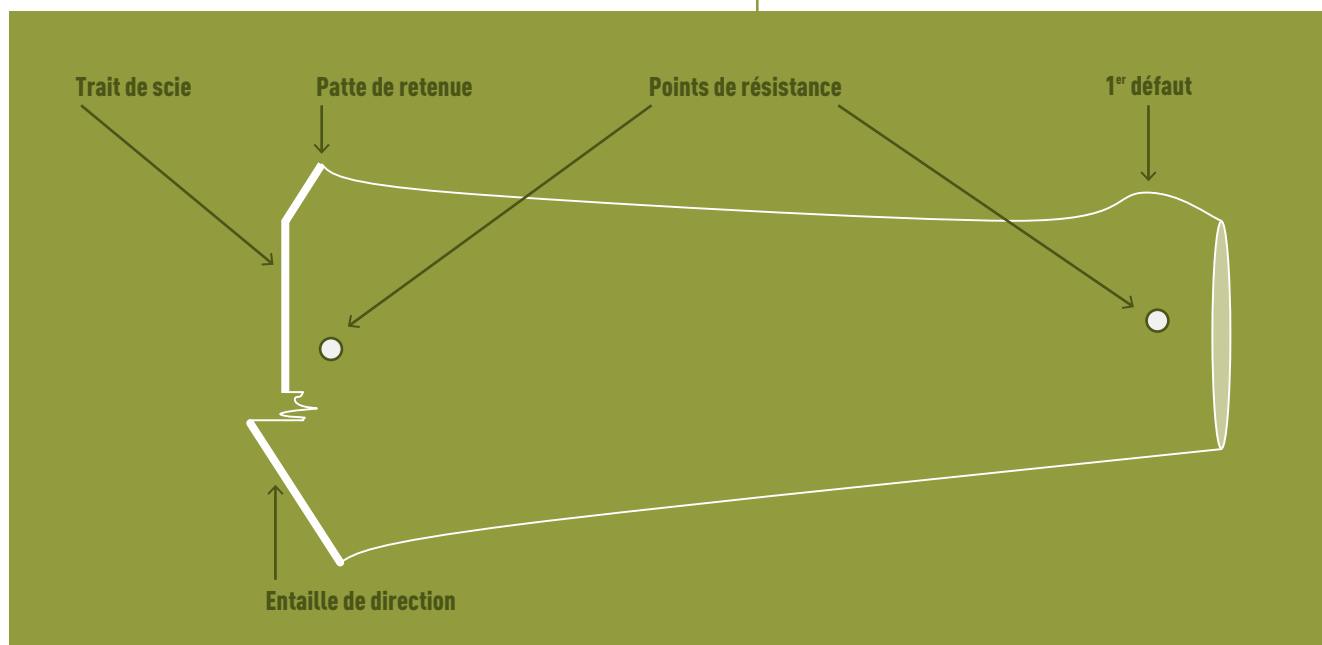 Trait de scie
Patte de retenue
Points de résistance
1er défaut
Entaille de direction